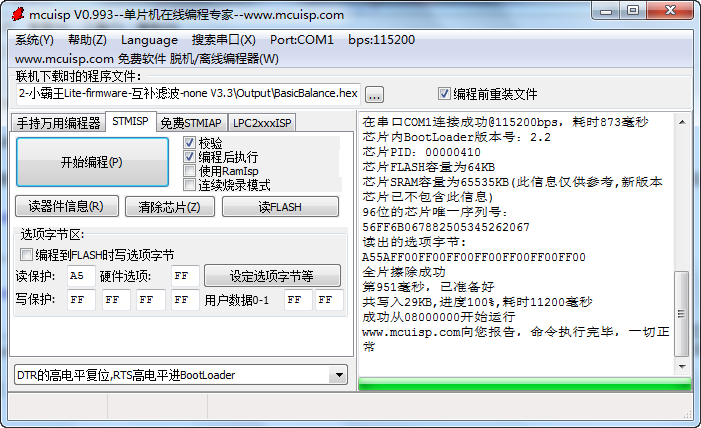 mcuisp V0.993--单片机在线编程专家--www.mcuisp.com
系统(Y) 帮助(Z) Language 搜索串口(X) Port:COM1 bps:115200
www.mcuisp.com 免费软件 脱机/离线编程器(W)
联机下载时的程序文件:
2-小霸王Lite-firmware-互补滤波-none V3.3\Output\BasicBalance.hex ... 编程前重装文件
手持万用编程器 STMISP 免费STMIAP LPC2xxxISP
开始编程(P)
校验
编程后执行
使用RamIsp
连续烧录模式
读器件信息(R) 清除芯片(Z) 读FLASH
选项字节区:
编程到FLASH时写选项字节
读保护: A5 硬件选项: FF 设定选项字节等
写保护: FF FF FF FF 用户数据0-1 FF FF
DTR的高电平复位,RTS高电平进BootLoader
在串口COM1连接成功@115200bps, 耗时873毫秒
芯片内BootLoader版本号: 2.2
芯片PID: 00000410
芯片FLASH容量为64KB
芯片SRAM容量为65535KB(此信息仅供参考,新版本
芯片已不包含此信息)
96位的芯片唯一序列号:
56FF6B067882505345262067
读出的选项字节:
A55AFF00FF00FF00FF00FF00FF00FF00
全片擦除成功
第951毫秒, 已准备好
共写入29KB,进度100%,耗时11200毫秒
成功从08000000开始运行
www.mcuisp.com向您报告, 命令执行完毕, 一切正
常